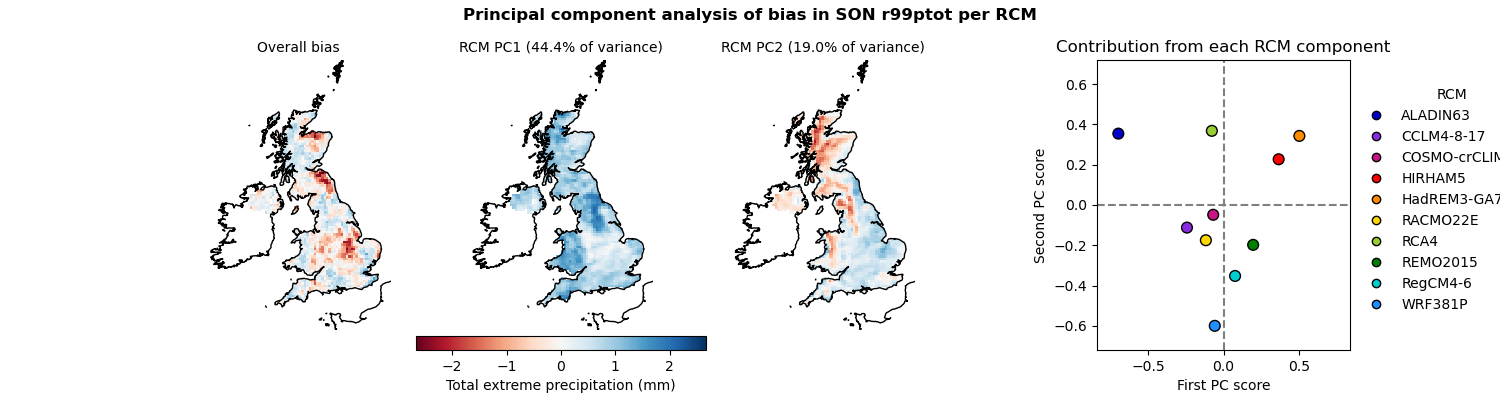 Principal component analysis of bias in SON r99ptot per RCM
Overall bias
RCM PC1 (44.4% of variance)
RCM PC2 (19.0% of variance)
−2 −1 0 1 2
Total extreme precipitation (mm)
Contribution from each RCM component
Second PC score
0.6
0.4
0.2
0.0
−0.2
−0.4
−0.6
−0.5 0.0 0.5
First PC score
RCM
ALADIN63
CCLM4-8-17
COSMO-crCLIM
HIRHAM5
HadREM3-GA7
RACMO22E
RCA4
REMO2015
RegCM4-6
WRF381P